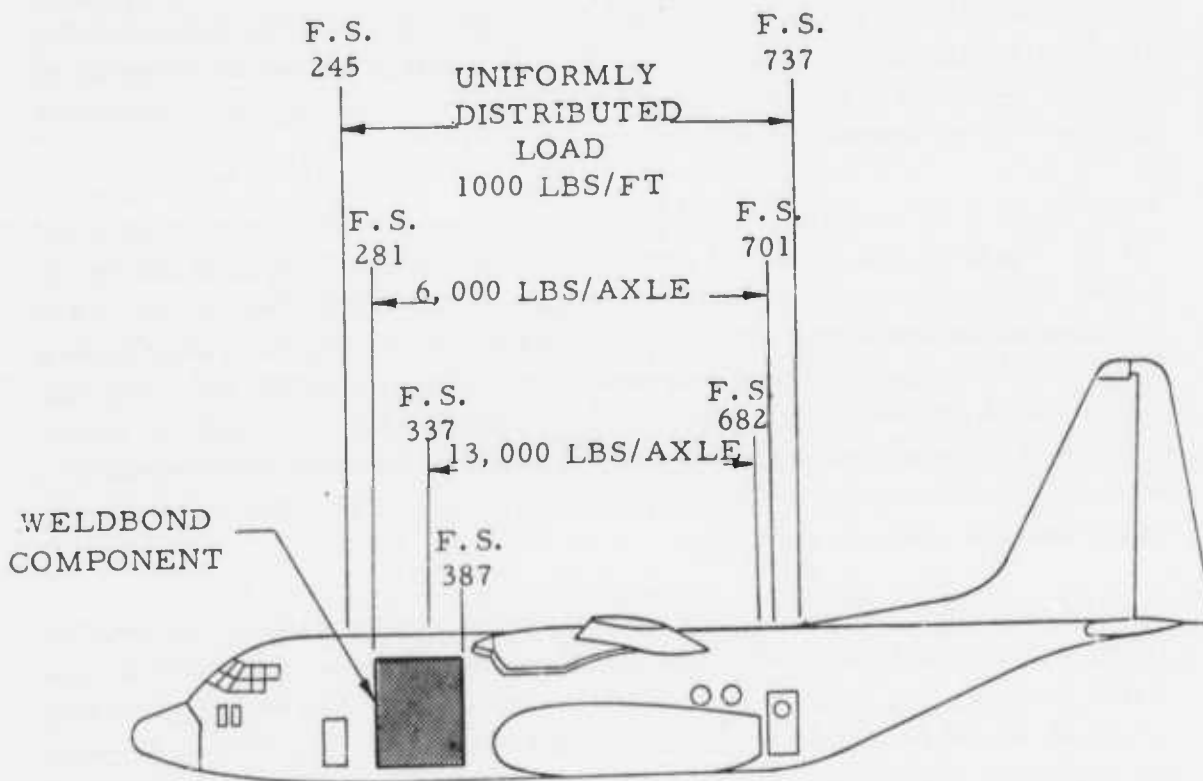 F.S.
245
F.S.
737
UNIFORMLY
DISTRIBUTED
LOAD
1000 LBS/FT
F.S.
281
F.S.
701
6,000 LBS/AXLE
F.S.
337
F.S.
682
13,000 LBS/AXLE
WELDBOND
COMPONENT
F.S.
387